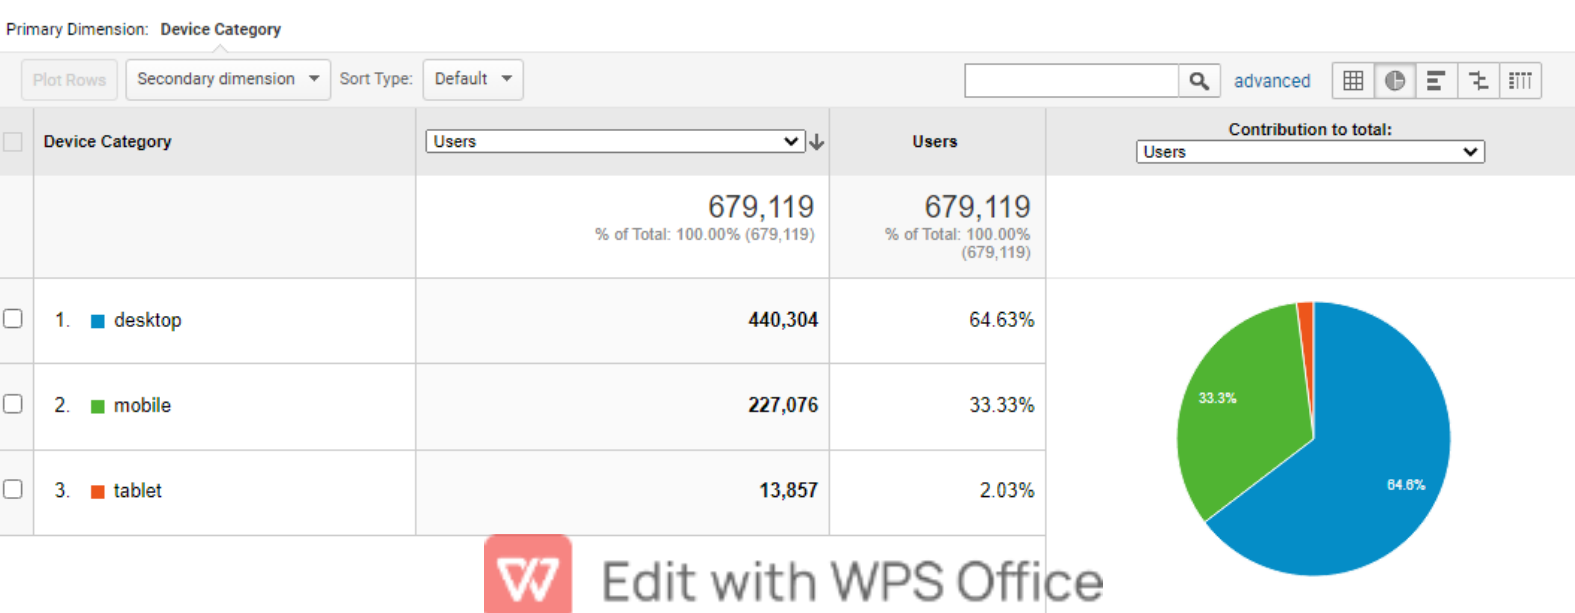 Primary Dimension: Device Category
Plot Rows Secondary dimension Sort Type: Default advanced
Device Category Users Users Contribution to total:
Users
679,119 679,119
% of Total: 100.00% (679,119) % of Total: 100.00%
(679,119)
1. desktop 440,304 64.63%
2. mobile 227,076 33.33%
33.3%
3. tablet 13,857 2.03%
64.6%
W Edit with WPS Office